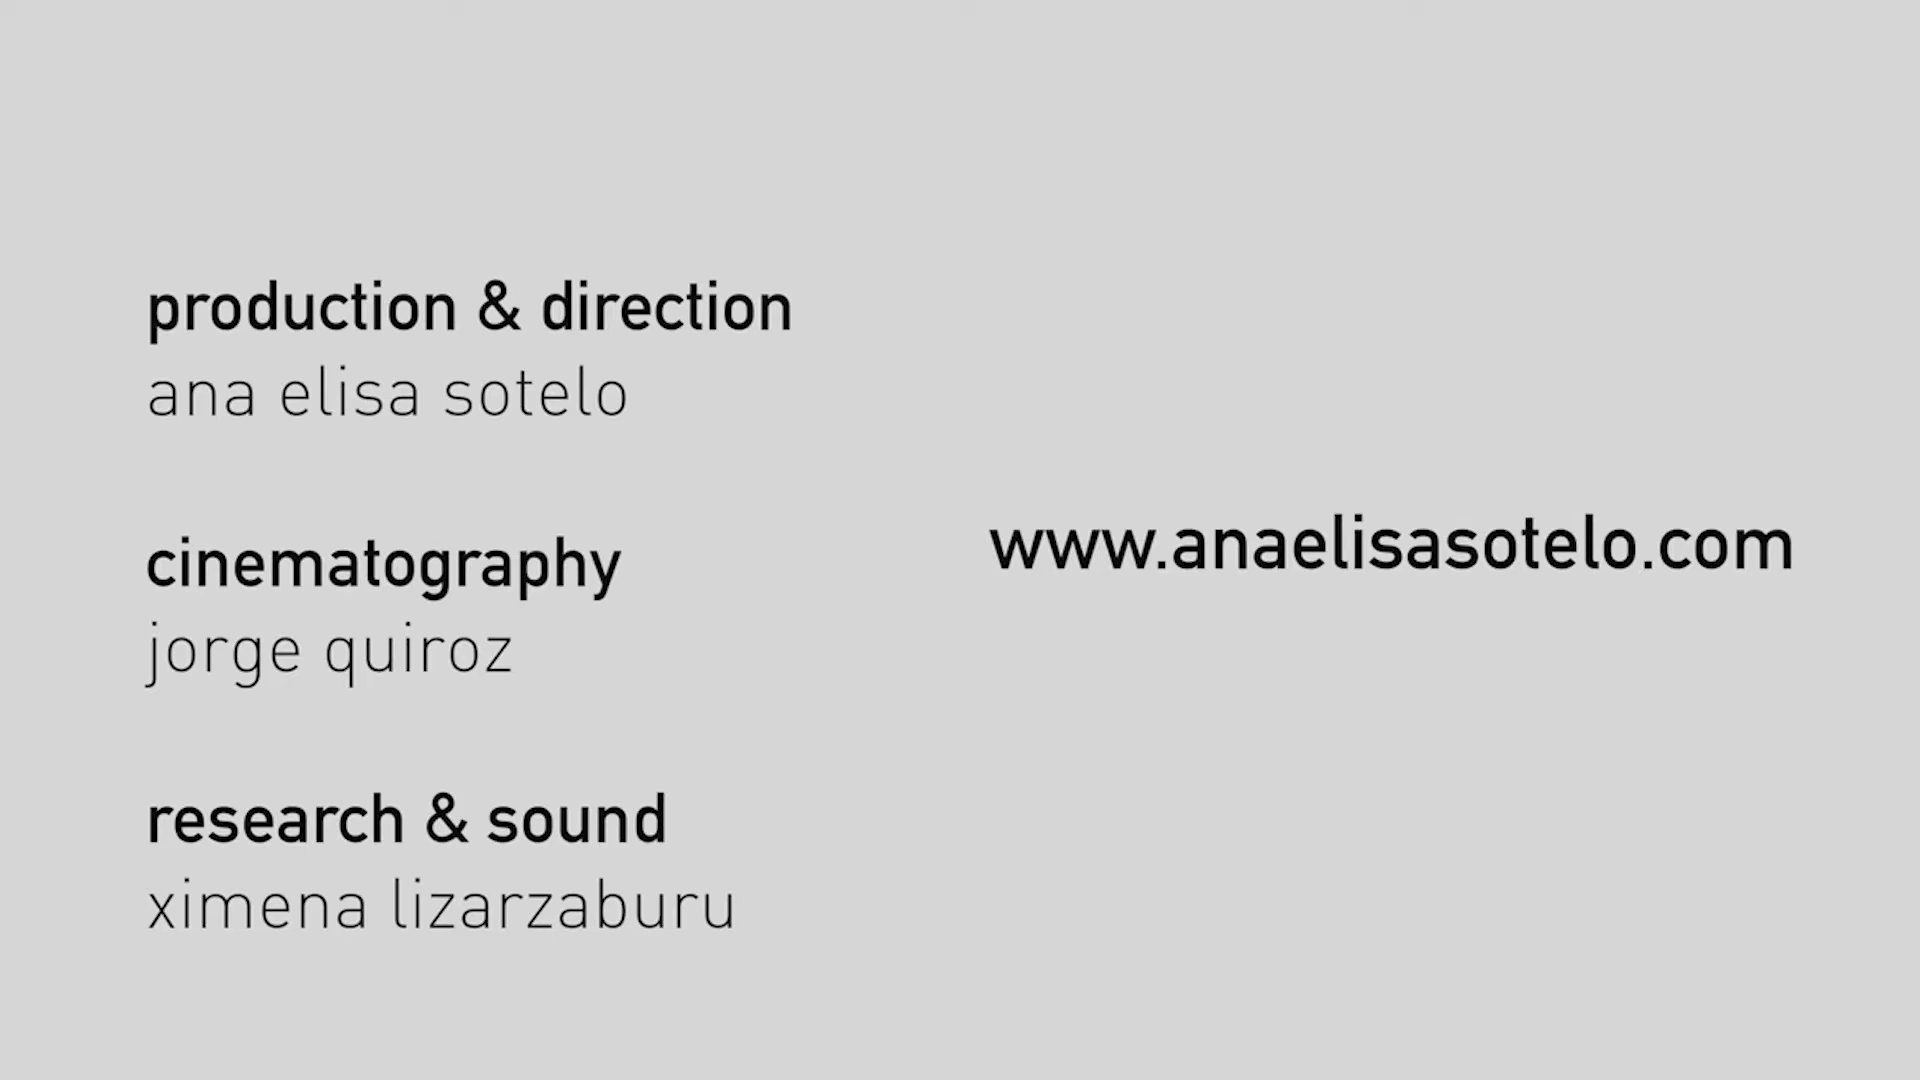 production & direction
ana elisa sotelo
cinematography
jorge quiroz
research & sound
ximena lizarzaburu
www.anaelisasotelo.com